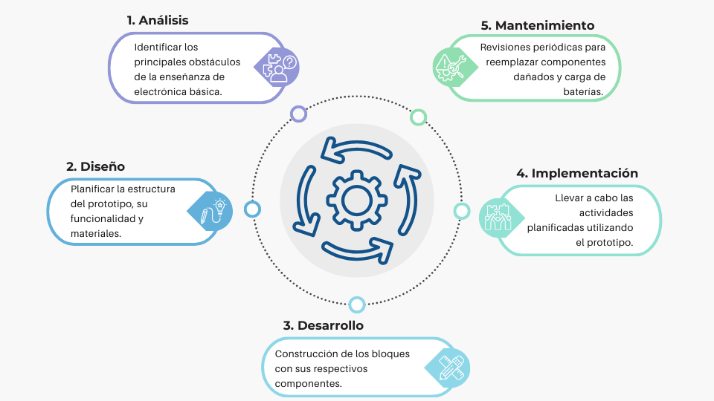 1. Análisis
Identificar los
principales obstáculos
de la enseñanza de
electrónica básica.
2. Diseño
Planificar la estructura
del prototipo, su
funcionalidad y
materiales.
3. Desarrollo
Construcción de los bloques
con sus respectivos
componentes.
4. Implementación
Llevar a cabo las
actividades
planificadas utilizando
el prototipo.
5. Mantenimiento
Revisiones periódicas para
reemplazar componentes
dañados y carga de
baterías.